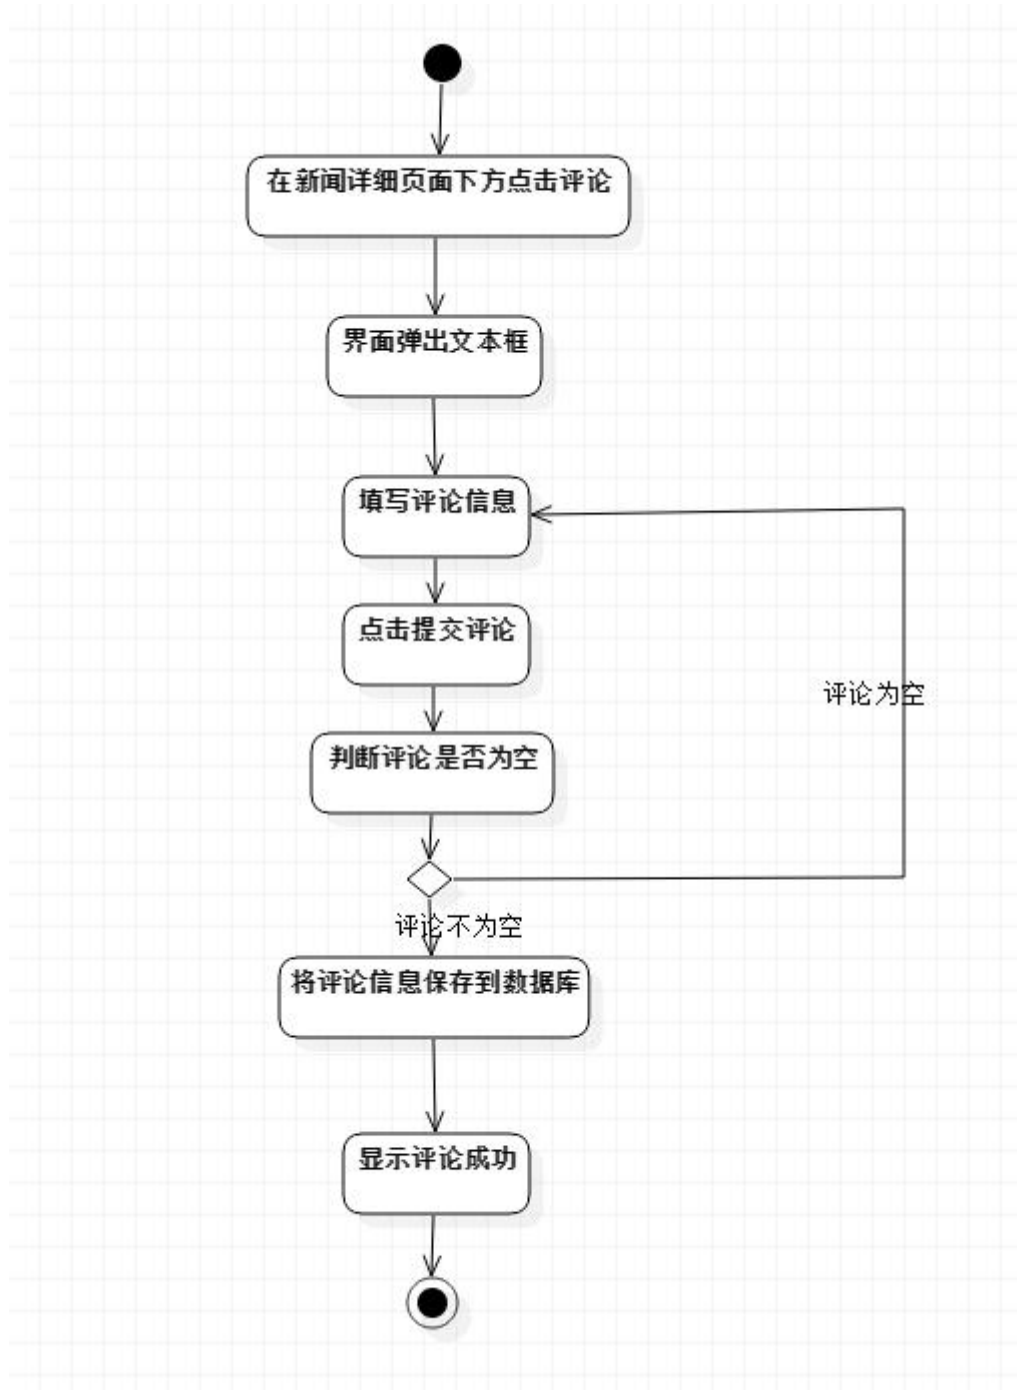 在新闻详细页面下方点击评论
界面弹出文本框
填写评论信息
点击提交评论
评论为空
判断评论是否为空
评论不为空
将评论信息保存到数据库
显示评论成功